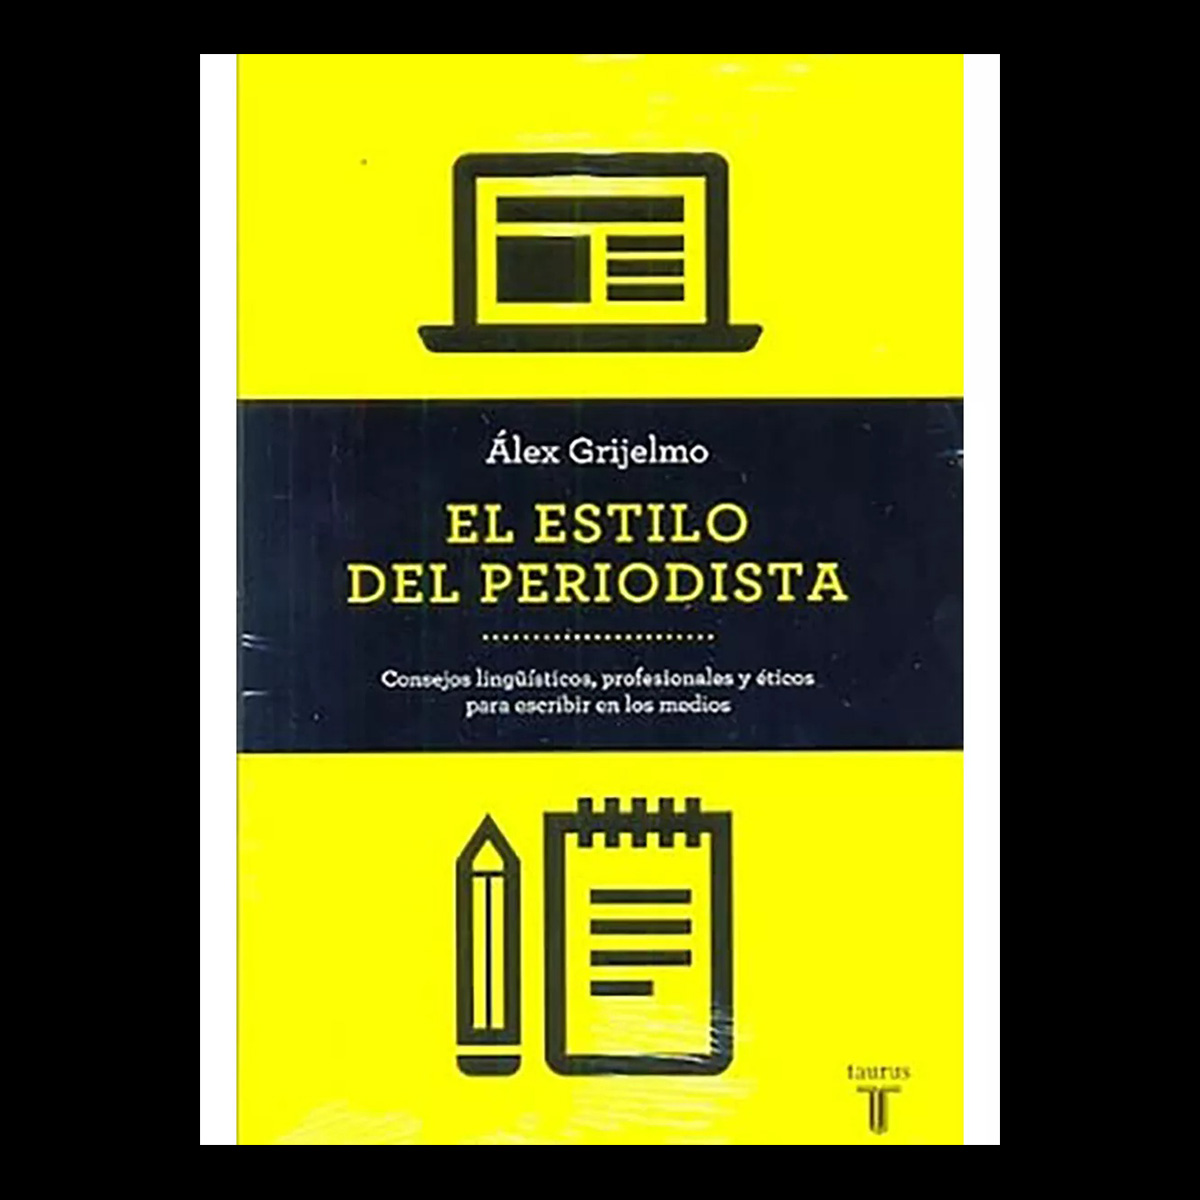 Álex Grijelmo
EL ESTILO
DEL PERIODISTA
Consejos lingüísticos, profesionales y éticos
para escribir en los medios
taurus